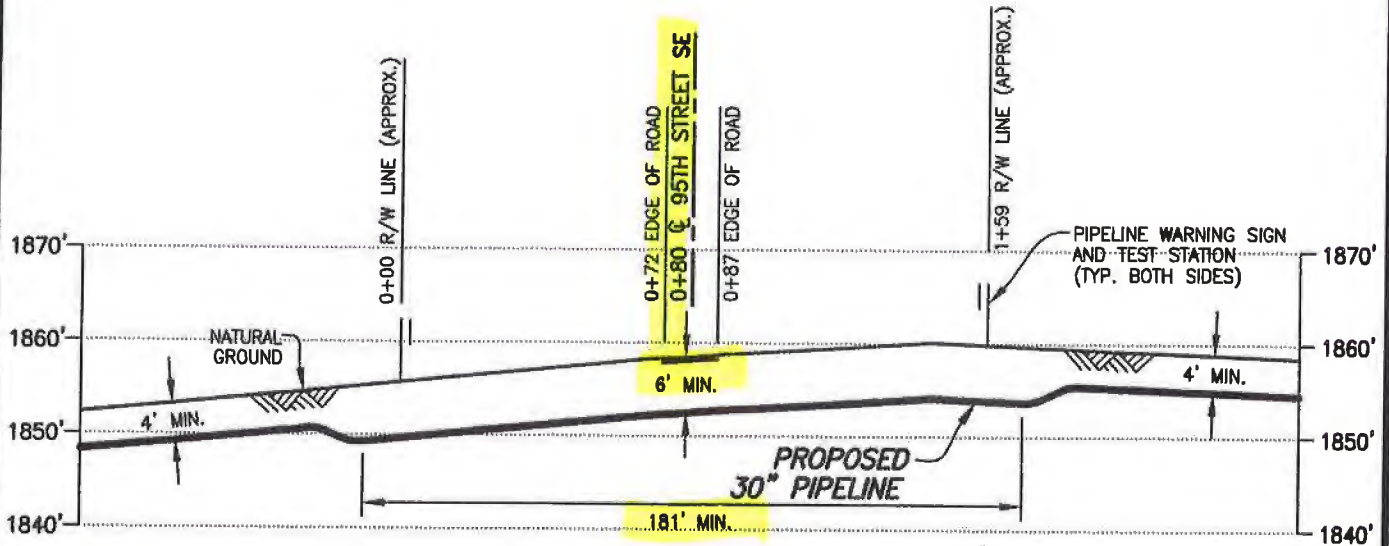 0+00 R/W LINE (APPROX.)
0+72 EDGE OF ROAD
0+80 ℄ 95TH STREET SE
0+87 EDGE OF ROAD
1+59 R/W LINE (APPROX.)
PIPELINE WARNING SIGN
AND TEST STATION
(TYP. BOTH SIDES)
1870'
1870'
NATURAL
GROUND
1860'
1860'
6' MIN.
4' MIN.
4' MIN.
1850'
1850'
PROPOSED
30" PIPELINE
181' MIN.
1840'
1840'